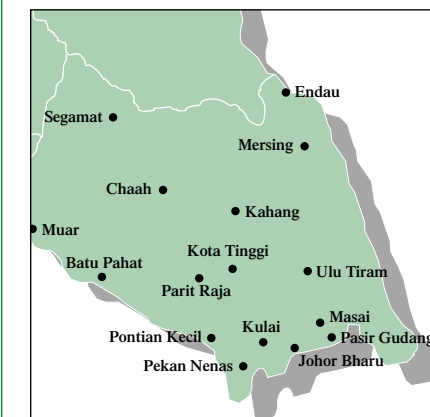 Endau
Segamat
Mersing
Chaah
Kahang
Muar
Kota Tinggi
Batu Pahat
Ulu Tiram
Parit Raja
Masai
Pontian Kecil
Kulai
Pasir Gudang
Johor Bharu
Pekan Nenas